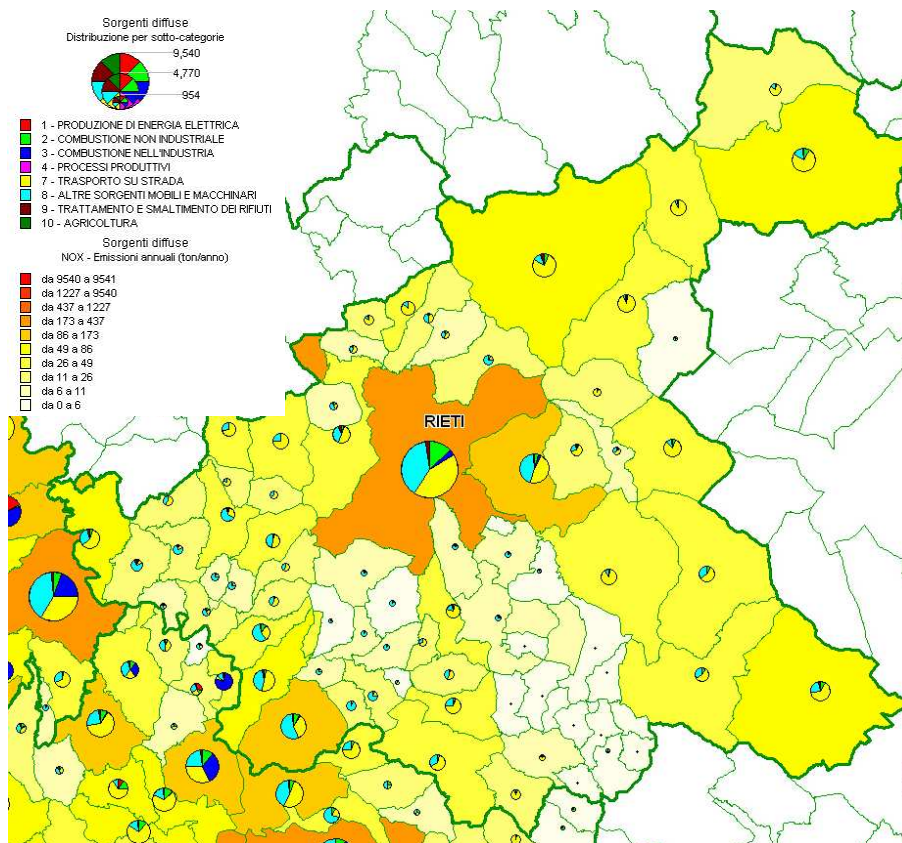 Sorgenti diffuse
Distribuzione per sotto-categorie
9,540
4,770
954
1 - PRODUZIONE DI ENERGIA ELETTRICA
2 - COMBUSTIONE NON INDUSTRIALE
3 - COMBUSTIONE NELL'INDUSTRIA
4 - PROCESSI PRODUTTIVI
7 - TRASPORTO SU STRADA
8 - ALTRE SORGENTI MOBILI E MACCHINARI
9 - TRATTAMENTO E SMALTIMENTO DEI RIFIUTI
10 - AGRICOLTURA
Sorgenti diffuse
NOX - Emissioni annuali (ton/anno)
da 9540 a 9541
da 1227 a 9540
da 437 a 1227
da 173 a 437
da 86 a 173
da 49 a 86
da 26 a 49
da 11 a 26
da 6 a 11
da 0 a 6
RIETI